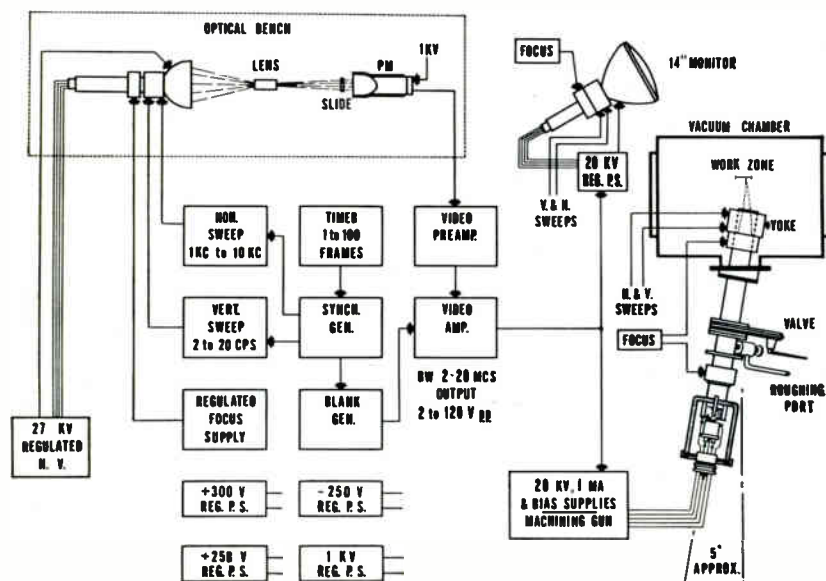 OPTICAL BENCH
LENS
SLIDE
PM
1KV
FOCUS
14" MONITOR
20 KV
REG. P.S.
V. & H.
SWEEPS
VACUUM CHAMBER
WORK ZONE
YOKE
H. & V.
SWEEPS
FOCUS
VALVE
ROUGHING
PORT
HOR.
SWEEP
1KC to 10 KC
TIMER
1 to 100
FRAMES
VIDEO
PREAMP.
VERT.
SWEEP
2 to 20 CPS
SYNCH.
GEN.
VIDEO
AMP.
BW 2-20 MCS
OUTPUT
2 to 120 V PP
REGULATED
FOCUS
SUPPLY
BLANK
GEN.
27 KV
REGULATED
H. V.
+300 V
REG. P. S.
-250 V
REG. P. S.
+250 V
REG. P. S.
1 KV
REG. P. S.
20 KV, 1 MA
& BIAS SUPPLIES
MACHINING GUN
5°
APPROX.